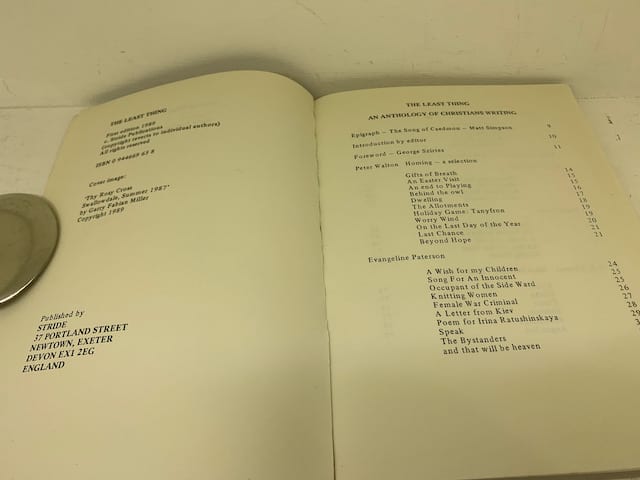 THE LEAST THING
First edition 1989
c. Stride Publications
(copyright reverts to individual authors)
All rights reserved
ISBN 0 946699 63 8
Cover image:
'Thy Rosy Cross
Swallowdale, Summer 1987'
by Garry Fabian Miller
Copyright 1989
Published by
STRIDE
37 PORTLAND STREET
NEWTOWN, EXETER
DEVON EX1 2EG
ENGLAND
THE LEAST THING
AN ANTHOLOGY OF CHRISTIANS WRITING
Epigraph - The Song of Caedmon - Matt Simpson 9
Introduction by editor 10
Foreword - George Szirtes 11
Peter Walton Homing - a selection
Gifts of Breath 14
An Easter Visit 15
An end to Playing 15
Behind the owl 16
Dwelling 17
The Allotments 18
Holiday Game: Tanyfron 19
Worry Wind 19
On the Last Day of the Year 20
Last Chance 21
Beyond Hope 21
Evangeline Paterson
A Wish for my Children 24
Song For An Innocent 25
Occupant of the Side Ward 25
Knitting Women 26
Female War Criminal 27
A Letter from Kiev 28
Poem for Irina Ratushinskaya 29
Speak
The Bystanders
and that will be heaven